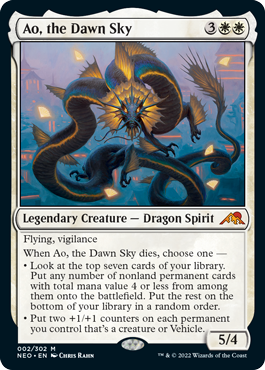 Ao, the Dawn Sky 3
Legendary Creature — Dragon Spirit
Flying, vigilance
When Ao, the Dawn Sky dies, choose one —
• Look at the top seven cards of your library.
Put any number of nonland permanent cards
with total mana value 4 or less from among
them onto the battlefield. Put the rest on the
bottom of your library in a random order.
• Put two +1/+1 counters on each permanent
you control that's a creature or Vehicle.
5/4
002/302 M
NEO • EN Chris Rahn
™ & © 2022 Wizards of the Coast